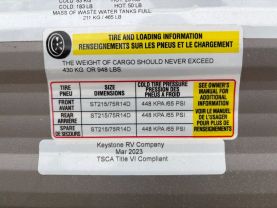 COLD: 183 LB HOT: 50 LB
MASS OF WASTE WATER TANKS FULL
211 KG / 465 LB
TIRE AND LOADING INFORMATION
RENSEIGNEMENTS SUR LES PNEUS ET LE CHARGEMENT
THE WEIGHT OF CARGO SHOULD NEVER EXCEED
430 KG OR 948 LBS
TIRE
PNEU
SIZE
DIMENSIONS
COLD TIRE PRESSURE
PRESSION DES
PNEUS À FROID
SEE OWNER'S
MANUAL FOR
ADDITIONAL
INFORMATION
VOIR LE MANUEL
DE L'USAGER
POUR PLUS DE
RENSEIGNEMENTS
FRONT
AVANT
ST215/75R14D
448 KPA /65 PSI
REAR
ARRIÈRE
ST215/75R14D
448 KPA /65 PSI
SPARE
DE SECOURS
ST215/75R14D
448 KPA /65 PSI
Keystone RV Company
Mar 2023
TSCA Title VI Compliant